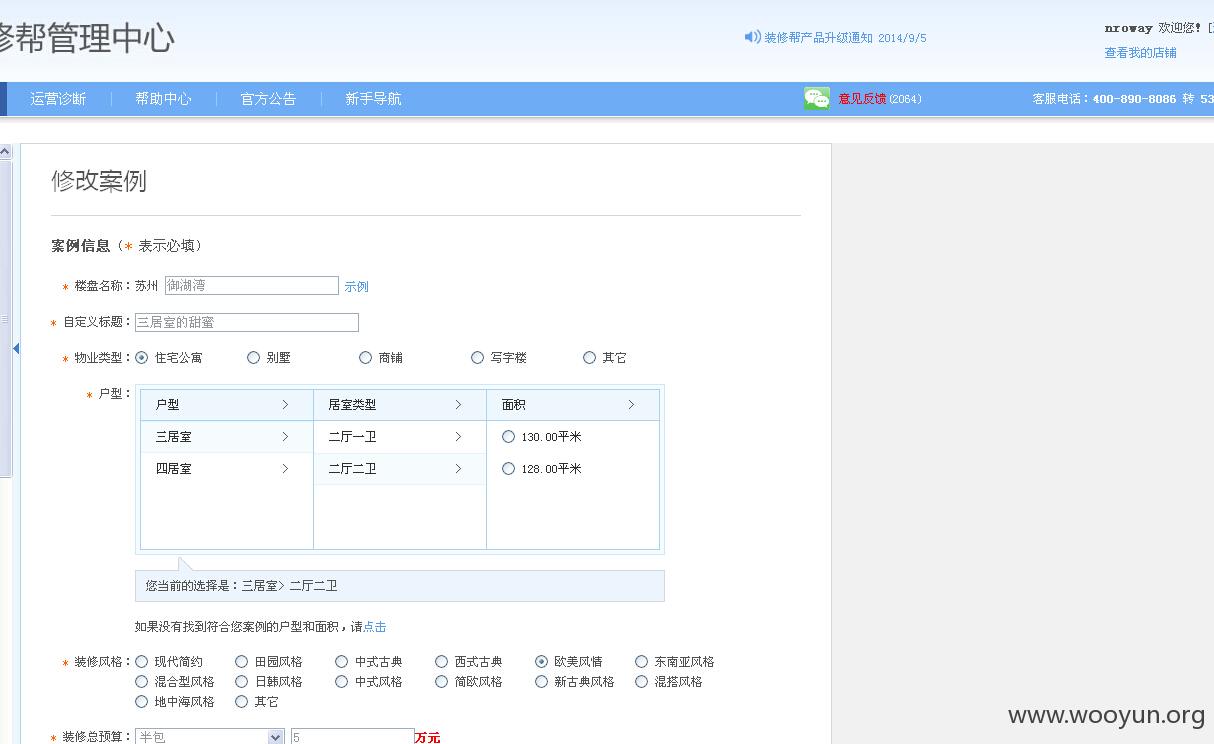 修帮管理中心
装修帮产品升级通知 2014/9/5
nroway 欢迎您! [
查看我的店铺
运营诊断 帮助中心 官方公告 新手导航 意见反馈(2064) 客服电话:400-890-8086 转 53
修改案例
案例信息 (* 表示必填)
* 楼盘名称:苏州 御湖湾 示例
* 自定义标题: 三居室的甜蜜
* 物业类型: 住宅公寓 别墅 商铺 写字楼 其它
* 户型:
户型 > 居室类型 > 面积 >
三居室 > 二厅一卫 > 130.00平米
四居室 > 二厅二卫 > 128.00平米
您当前的选择是:三居室> 二厅二卫
如果没有找到符合您案例的户型和面积,请点击
* 装修风格: 现代简约 田园风格 中式古典 西式古典 欧美风情 东南亚风格
混合型风格 日韩风格 中式风格 简欧风格 新古典风格 混搭风格
地中海风格 其它
* 装修总预算: 半包 5 万元
www.wooyun.org